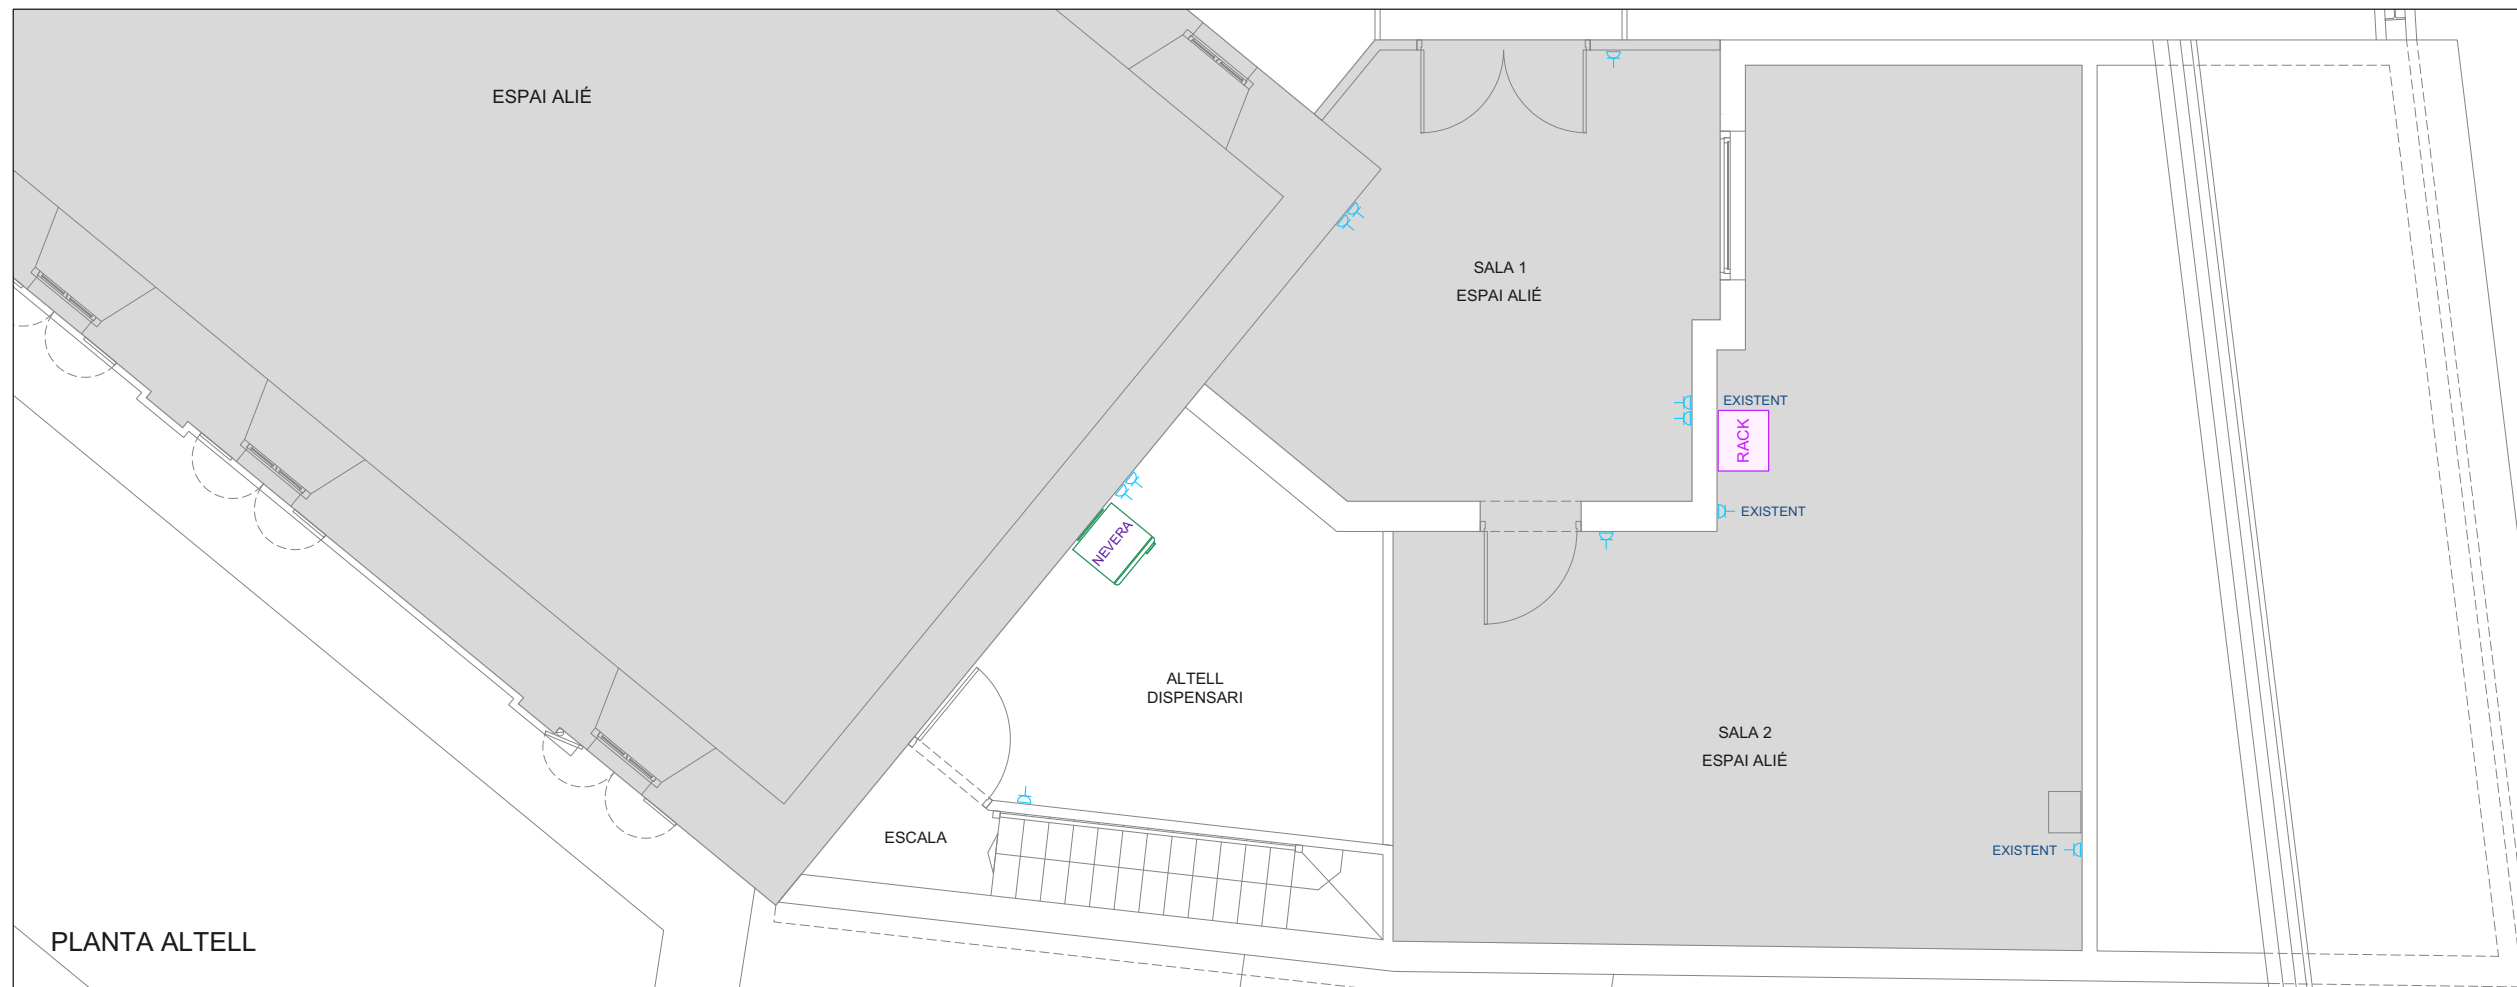 ESPAI ALIÉ
SALA 1
ESPAI ALIÉ
EXISTENT
RACK
EXISTENT
NEVERA
ALTELL
DISPENSARI
SALA 2
ESPAI ALIÉ
ESCALA
EXISTENT
PLANTA ALTELL